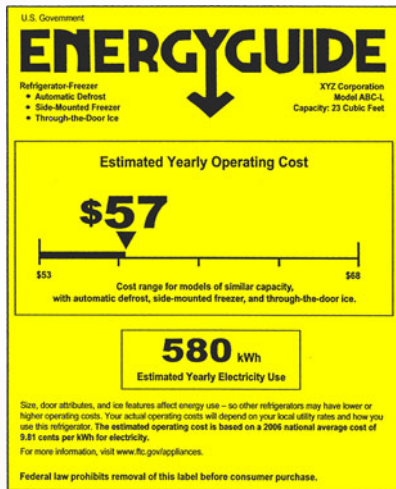 U.S. Government
ENERGYGUIDE
Refrigerator-Freezer
• Automatic Defrost
• Side-Mounted Freezer
• Through-the-Door Ice
XYZ Corporation
Model ABC-L
Capacity: 23 Cubic Feet
Estimated Yearly Operating Cost
$57
$53
$68
Cost range for models of similar capacity,
with automatic defrost, side-mounted freezer, and through-the-door ice.
580 kWh
Estimated Yearly Electricity Use
Size, door attributes, and ice features affect energy use – so other refrigerators may have lower or
higher operating costs. Your actual operating costs will depend on your local utility rates and how you
use this refrigerator. The estimated operating cost is based on a 2006 national average cost of
9.81 cents per kWh for electricity.
For more information, visit www.ftc.gov/appliances.
Federal law prohibits removal of this label before consumer purchase.